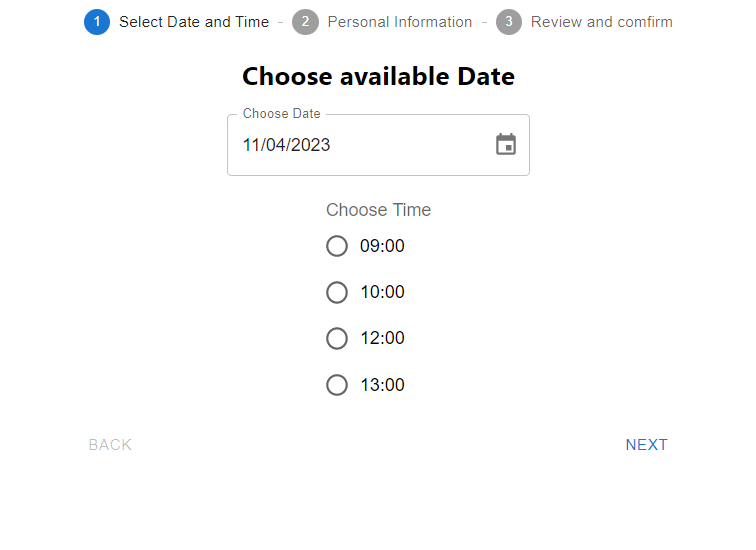 1 Select Date and Time - 2 Personal Information - 3 Review and comfirm
Choose available Date
Choose Date
11/04/2023
Choose Time
09:00
10:00
12:00
13:00
BACK NEXT